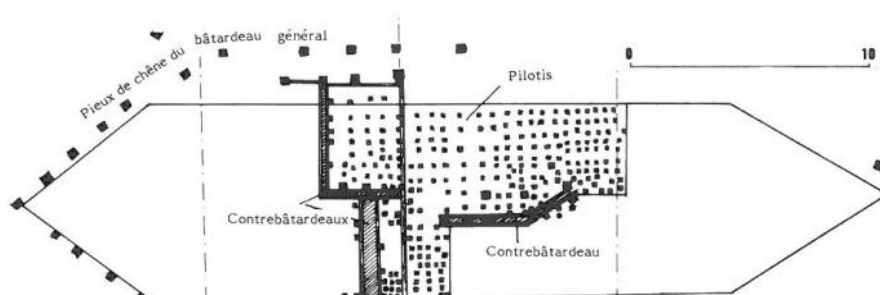 Pieux de chêne du bâtardeau général
0 10
Pilotis
Contrebâtardeaux
Contrebâtardeau